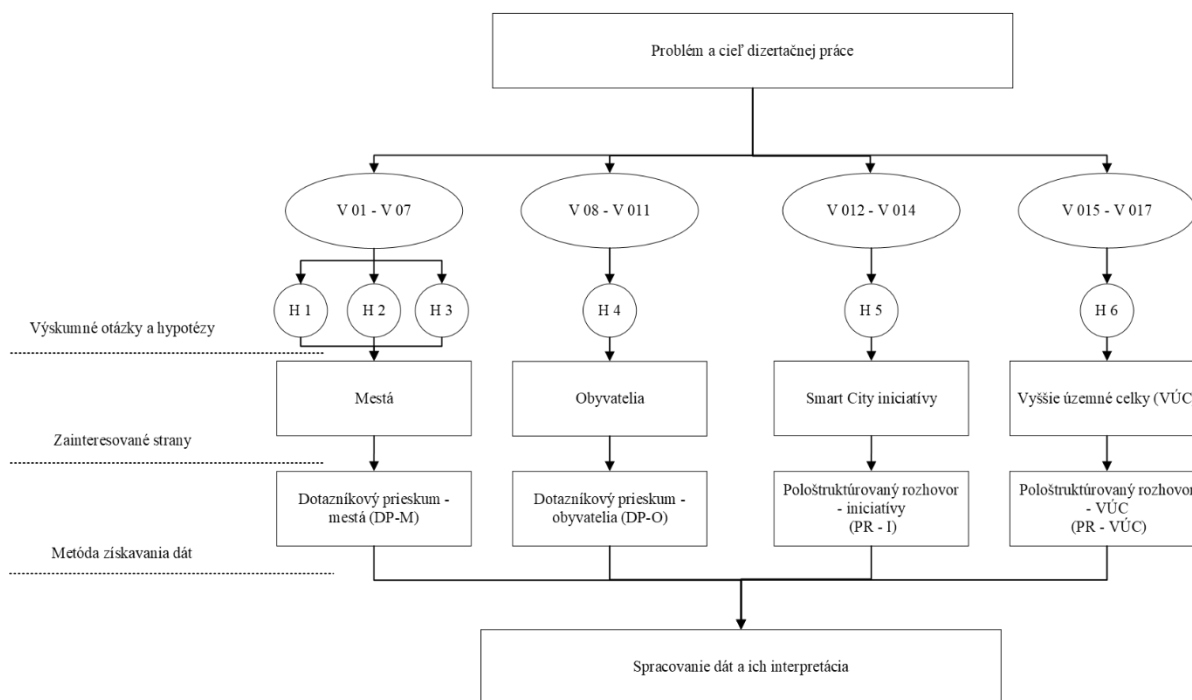 Problém a cieľ dizertačnej práce
V 01 - V 07
V 08 - V 011
V 012 - V 014
V 015 - V 017
H 1
H 2
H 3
H 4
H 5
H 6
Výskumné otázky a hypotézy
Mestá
Obyvatelia
Smart City iniciatívy
Vyššie územné celky (VÚC)
Zainteresované strany
Dotazníkový prieskum -
mestá (DP-M)
Dotazníkový prieskum -
obyvatelia (DP-O)
Pološtruktúrovaný rozhovor
- iniciatívy
(PR - I)
Pološtruktúrovaný rozhovor
- VÚC
(PR - VÚC)
Metóda získavania dát
Spracovanie dát a ich interpretácia